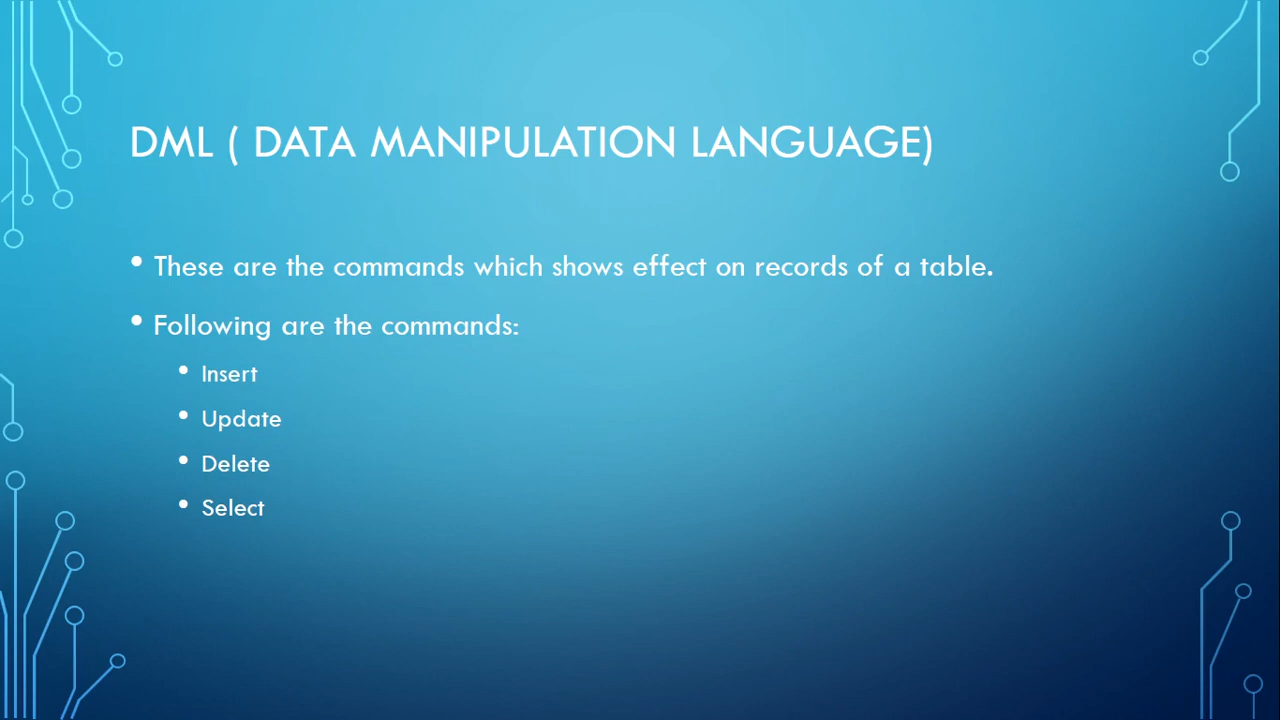 DML ( DATA MANIPULATION LANGUAGE)
• These are the commands which shows effect on records of a table.
• Following are the commands:
• Insert
• Update
• Delete
• Select